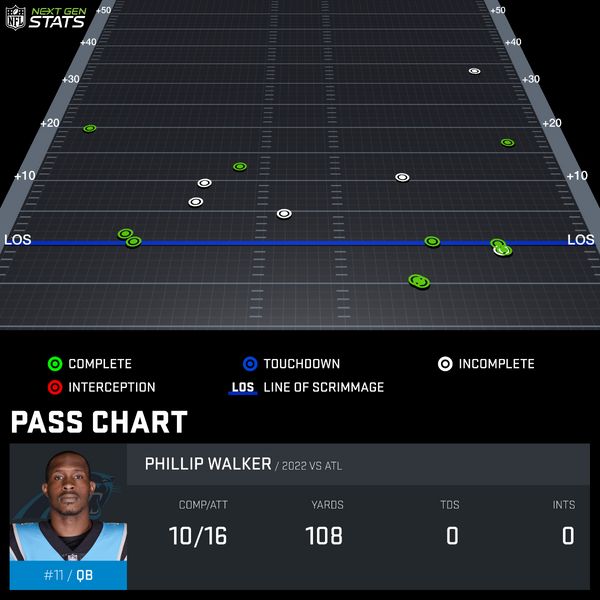 NFL NEXT GEN STATS
+50 +50
+40 +40
+30 +30
+20 +20
+10 +10
LOS LOS
COMPLETE TOUCHDOWN INCOMPLETE
INTERCEPTION LOS LINE OF SCRIMMAGE
PASS CHART
PHILLIP WALKER / 2022 VS ATL
COMP/ATT YARDS TDS INTS
10/16 108 0 0
#11 / QB